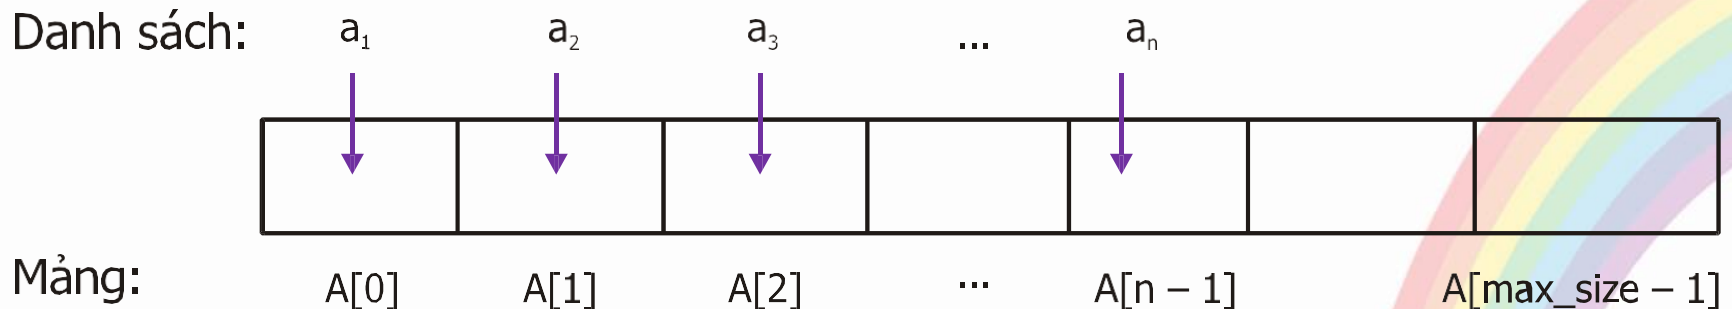 Danh sách: a₁ a₂ a₃ ... aₙ
Mảng: A[0] A[1] A[2] ... A[n – 1] A[max_size – 1]